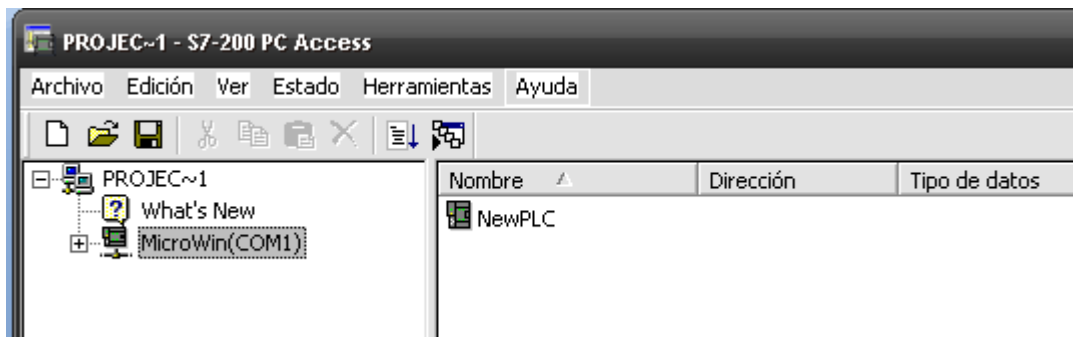 PROJEC~1 - S7-200 PC Access
Archivo Edición Ver Estado Herramientas Ayuda
PROJEC~1
What's New
MicroWin(COM1)
Nombre Dirección Tipo de datos
NewPLC